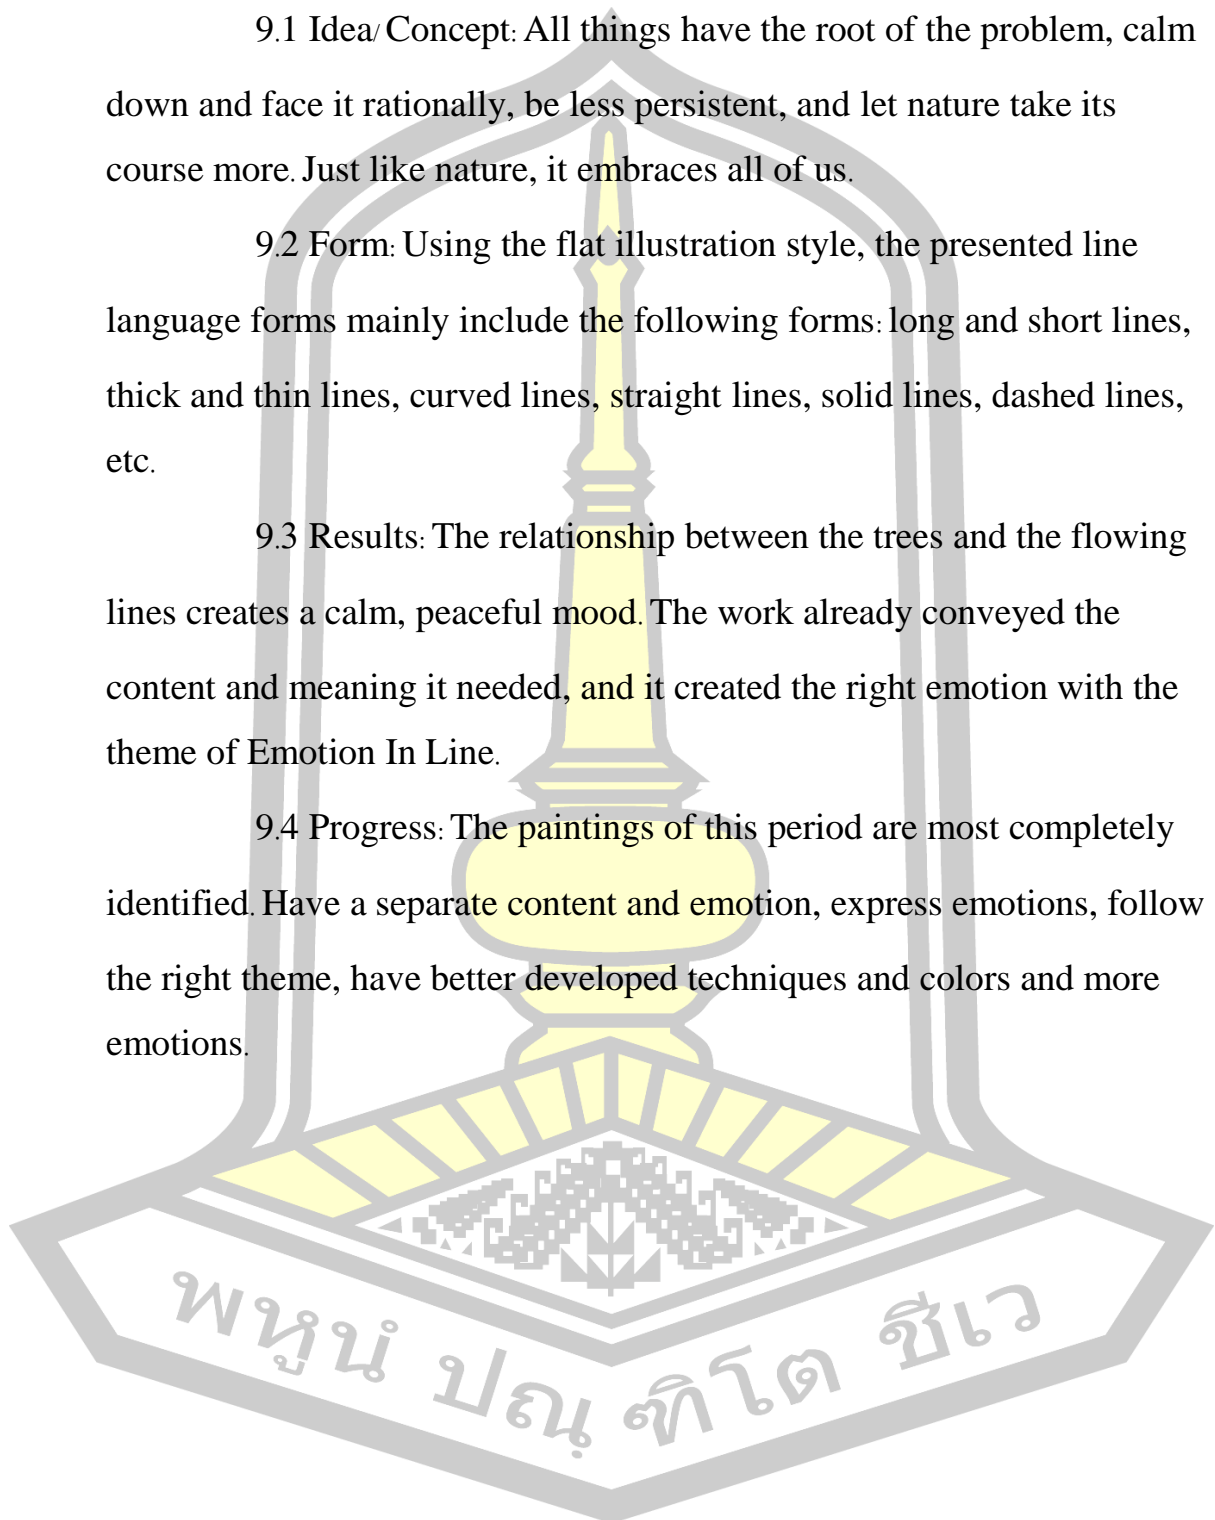 9.1 Idea/ Concept: All things have the root of the problem, calm
down and face it rationally, be less persistent, and let nature take its
course more. Just like nature, it embraces all of us.
9.2 Form: Using the flat illustration style, the presented line
language forms mainly include the following forms: long and short lines,
thick and thin lines, curved lines, straight lines, solid lines, dashed lines,
etc.
9.3 Results: The relationship between the trees and the flowing
lines creates a calm, peaceful mood. The work already conveyed the
content and meaning it needed, and it created the right emotion with the
theme of Emotion In Line.
9.4 Progress: The paintings of this period are most completely
identified. Have a separate content and emotion, express emotions, follow
the right theme, have better developed techniques and colors and more
emotions.
พหูนํ ปณฺ ฑิโต ชีเว